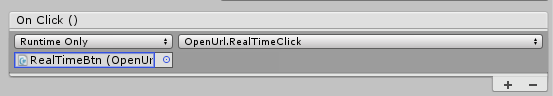 On Click ()
Runtime Only OpenUrl.RealTimeClick
RealTimeBtn (OpenUr